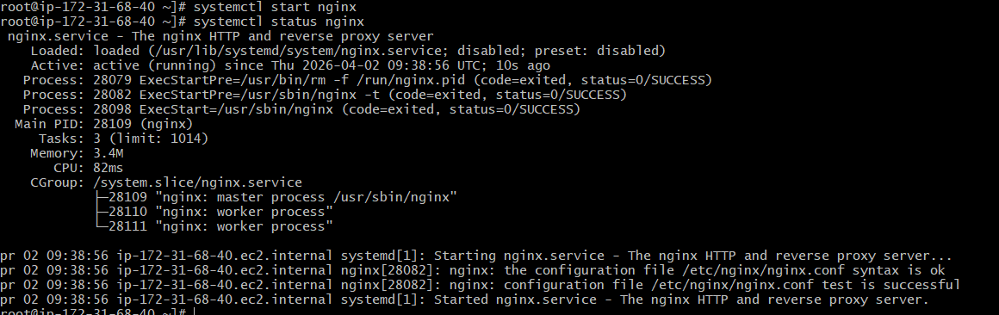 root@ip-172-31-68-40 ~]# systemctl start nginx
root@ip-172-31-68-40 ~]# systemctl status nginx
nginx.service - The nginx HTTP and reverse proxy server
Loaded: loaded (/usr/lib/systemd/system/nginx.service; disabled; preset: disabled)
Active: active (running) since Thu 2026-04-02 09:38:56 UTC; 10s ago
Process: 28079 ExecStartPre=/usr/bin/rm -f /run/nginx.pid (code=exited, status=0/SUCCESS)
Process: 28082 ExecStartPre=/usr/sbin/nginx -t (code=exited, status=0/SUCCESS)
Process: 28098 ExecStart=/usr/sbin/nginx (code=exited, status=0/SUCCESS)
Main PID: 28109 (nginx)
Tasks: 3 (limit: 1014)
Memory: 3.4M
CPU: 82ms
CGroup: /system.slice/nginx.service
├─28109 "nginx: master process /usr/sbin/nginx"
├─28110 "nginx: worker process"
└─28111 "nginx: worker process"
pr 02 09:38:56 ip-172-31-68-40.ec2.internal systemd[1]: Starting nginx.service - The nginx HTTP and reverse proxy server...
pr 02 09:38:56 ip-172-31-68-40.ec2.internal nginx[28082]: nginx: the configuration file /etc/nginx/nginx.conf syntax is ok
pr 02 09:38:56 ip-172-31-68-40.ec2.internal nginx[28082]: nginx: configuration file /etc/nginx/nginx.conf test is successful
pr 02 09:38:56 ip-172-31-68-40.ec2.internal systemd[1]: Started nginx.service - The nginx HTTP and reverse proxy server.
root@ip-172-31-68-40 ~]#